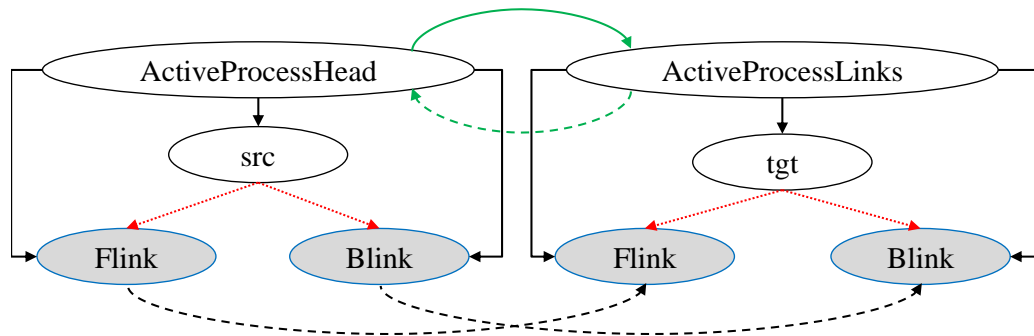 ActiveProcessHead
ActiveProcessLinks
src
tgt
Flink
Blink
Flink
Blink